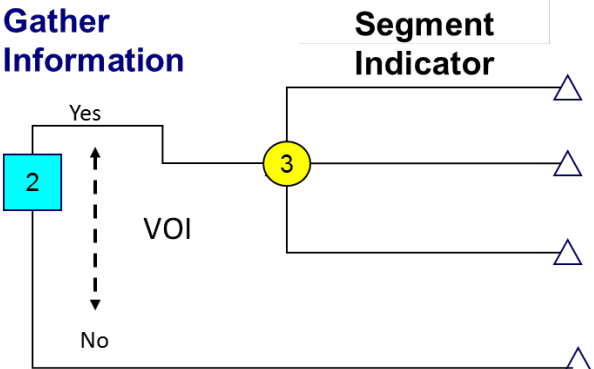 Gather
Information
Segment
Indicator
Yes
2
3
VOI
No